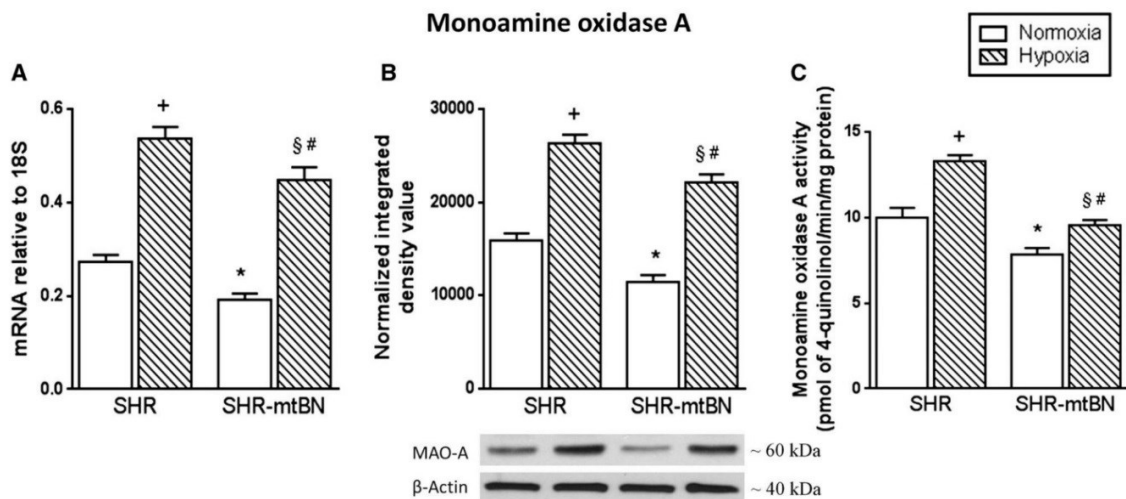 Monoamine oxidase A
Normoxia
Hypoxia
A
mRNA relative to 18S
0.6
0.4
0.2
0.0
+
*
§ #
SHR
SHR-mtBN
B
Normalized integrated
density value
30000
20000
10000
0
+
*
§ #
SHR
SHR-mtBN
MAO-A
~ 60 kDa
β-Actin
~ 40 kDa
C
Monoamine oxidase A activity
(pmol of 4-quinolinol/min/mg protein)
15
10
5
0
+
*
§ #
SHR
SHR-mtBN